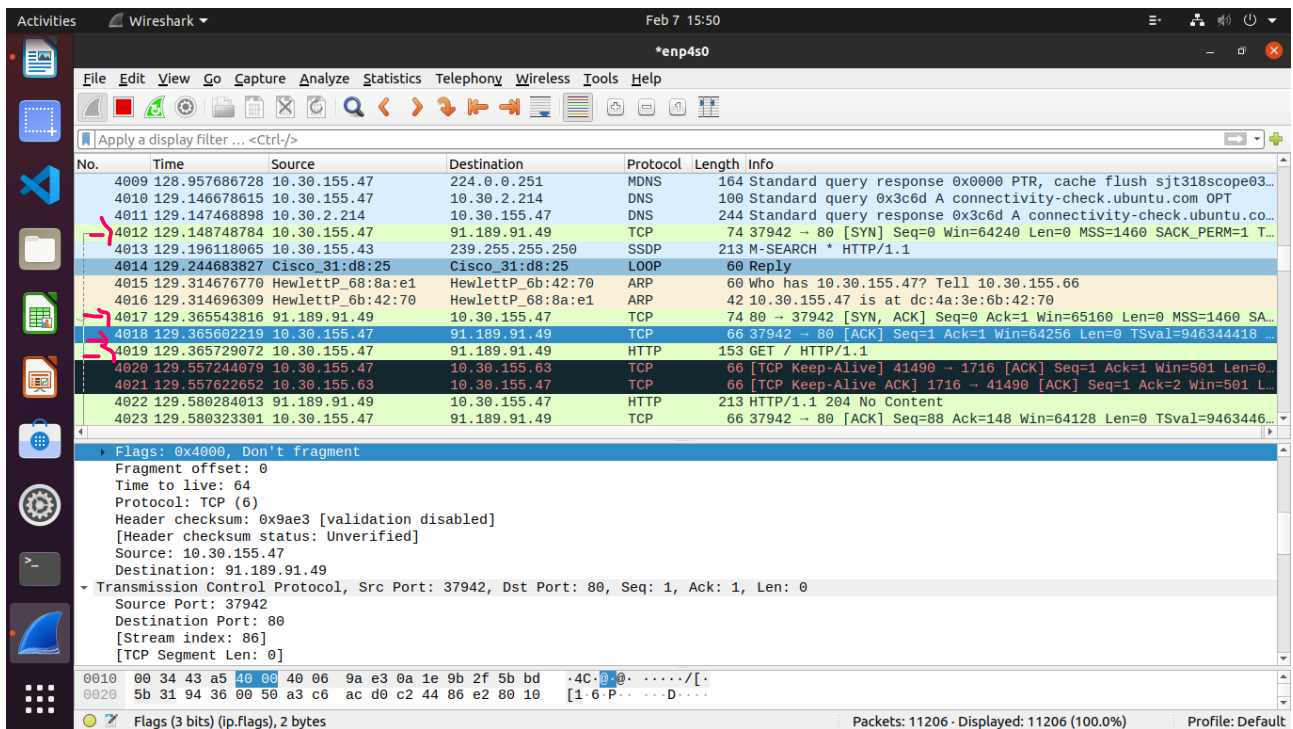 Activities Wireshark Feb 7 15:50
*enp4s0
File Edit View Go Capture Analyze Statistics Telephony Wireless Tools Help
Apply a display filter … <Ctrl-/>
No. Time Source Destination Protocol Length Info
4009 128.957686728 10.30.155.47 224.0.0.251 MDNS 164 Standard query response 0x0000 PTR, cache flush sjt318scope03…
4010 129.146678615 10.30.155.47 10.30.2.214 DNS 100 Standard query 0x3c6d A connectivity-check.ubuntu.com OPT
4011 129.147468898 10.30.2.214 10.30.155.47 DNS 244 Standard query response 0x3c6d A connectivity-check.ubuntu.co…
4012 129.148748784 10.30.155.47 91.189.91.49 TCP 74 37942 → 80 [SYN] Seq=0 Win=64240 Len=0 MSS=1460 SACK_PERM=1 T…
4013 129.196118065 10.30.155.43 239.255.255.250 SSDP 213 M-SEARCH * HTTP/1.1
4014 129.244683827 Cisco_31:d8:25 Cisco_31:d8:25 LOOP 60 Reply
4015 129.314676770 HewlettP_68:8a:e1 HewlettP_6b:42:70 ARP 60 Who has 10.30.155.47? Tell 10.30.155.66
4016 129.314696309 HewlettP_6b:42:70 HewlettP_68:8a:e1 ARP 42 10.30.155.47 is at dc:4a:3e:6b:42:70
4017 129.365543816 91.189.91.49 10.30.155.47 TCP 74 80 → 37942 [SYN, ACK] Seq=0 Ack=1 Win=65160 Len=0 MSS=1460 SA…
4018 129.365602219 10.30.155.47 91.189.91.49 TCP 66 37942 → 80 [ACK] Seq=1 Ack=1 Win=64256 Len=0 TSval=946344418 …
4019 129.365729072 10.30.155.47 91.189.91.49 HTTP 153 GET / HTTP/1.1
4020 129.557244079 10.30.155.47 10.30.155.63 TCP 66 [TCP Keep-Alive] 41490 → 1716 [ACK] Seq=1 Ack=1 Win=501 Len=0…
4021 129.557622652 10.30.155.63 10.30.155.47 TCP 66 [TCP Keep-Alive ACK] 1716 → 41490 [ACK] Seq=1 Ack=2 Win=501 L…
4022 129.580284013 91.189.91.49 10.30.155.47 HTTP 213 HTTP/1.1 204 No Content
4023 129.580323301 10.30.155.47 91.189.91.49 TCP 66 37942 → 80 [ACK] Seq=88 Ack=148 Win=64128 Len=0 TSval=9463446…
Flags: 0x4000, Don't fragment
Fragment offset: 0
Time to live: 64
Protocol: TCP (6)
Header checksum: 0x9ae3 [validation disabled]
[Header checksum status: Unverified]
Source: 10.30.155.47
Destination: 91.189.91.49
Transmission Control Protocol, Src Port: 37942, Dst Port: 80, Seq: 1, Ack: 1, Len: 0
Source Port: 37942
Destination Port: 80
[Stream index: 86]
[TCP Segment Len: 0]
0010 00 34 43 a5 40 00 40 06 9a e3 0a 1e 9b 2f 5b bd ·4C·@·@· ·····/[·
0020 5b 31 94 36 00 50 a3 c6 ac d0 c2 44 86 e2 80 10 [1·6·P·· ···D····
Flags (3 bits) (ip.flags), 2 bytes Packets: 11206 · Displayed: 11206 (100.0%) Profile: Default